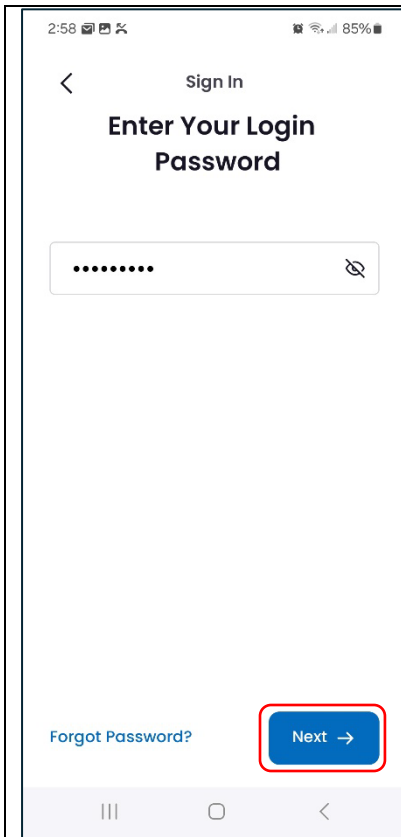 2:58 85%
Sign In
Enter Your Login
Password
•••••••••
Forgot Password? Next →